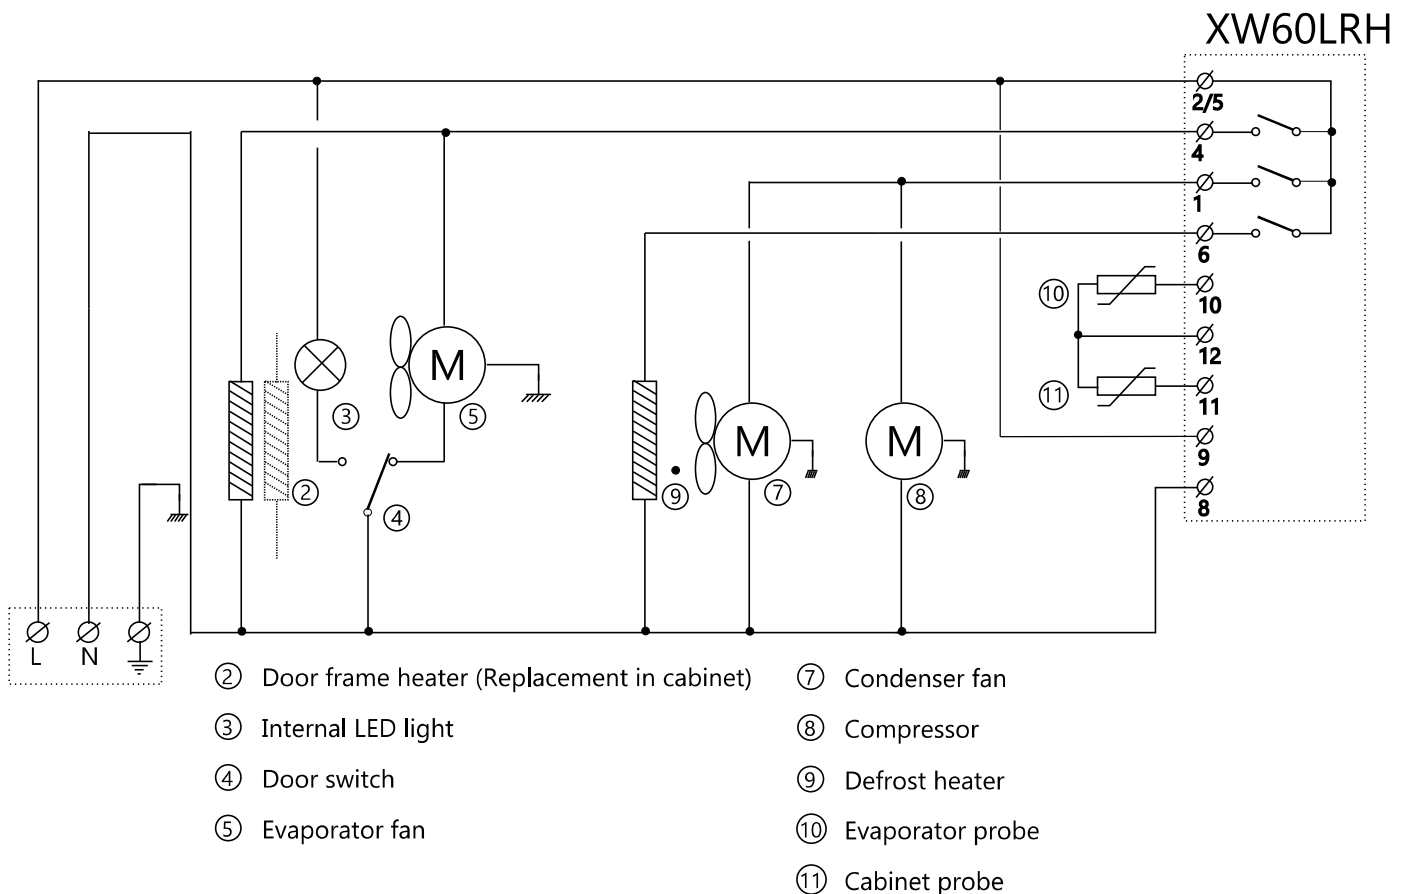 XW60LRH
2/5
4
1
6
10
12
11
9
8
10
11
M
3
5
2
4
M
9
7
M
8
L N
2 Door frame heater (Replacement in cabinet)
3 Internal LED light
4 Door switch
5 Evaporator fan
7 Condenser fan
8 Compressor
9 Defrost heater
10 Evaporator probe
11 Cabinet probe